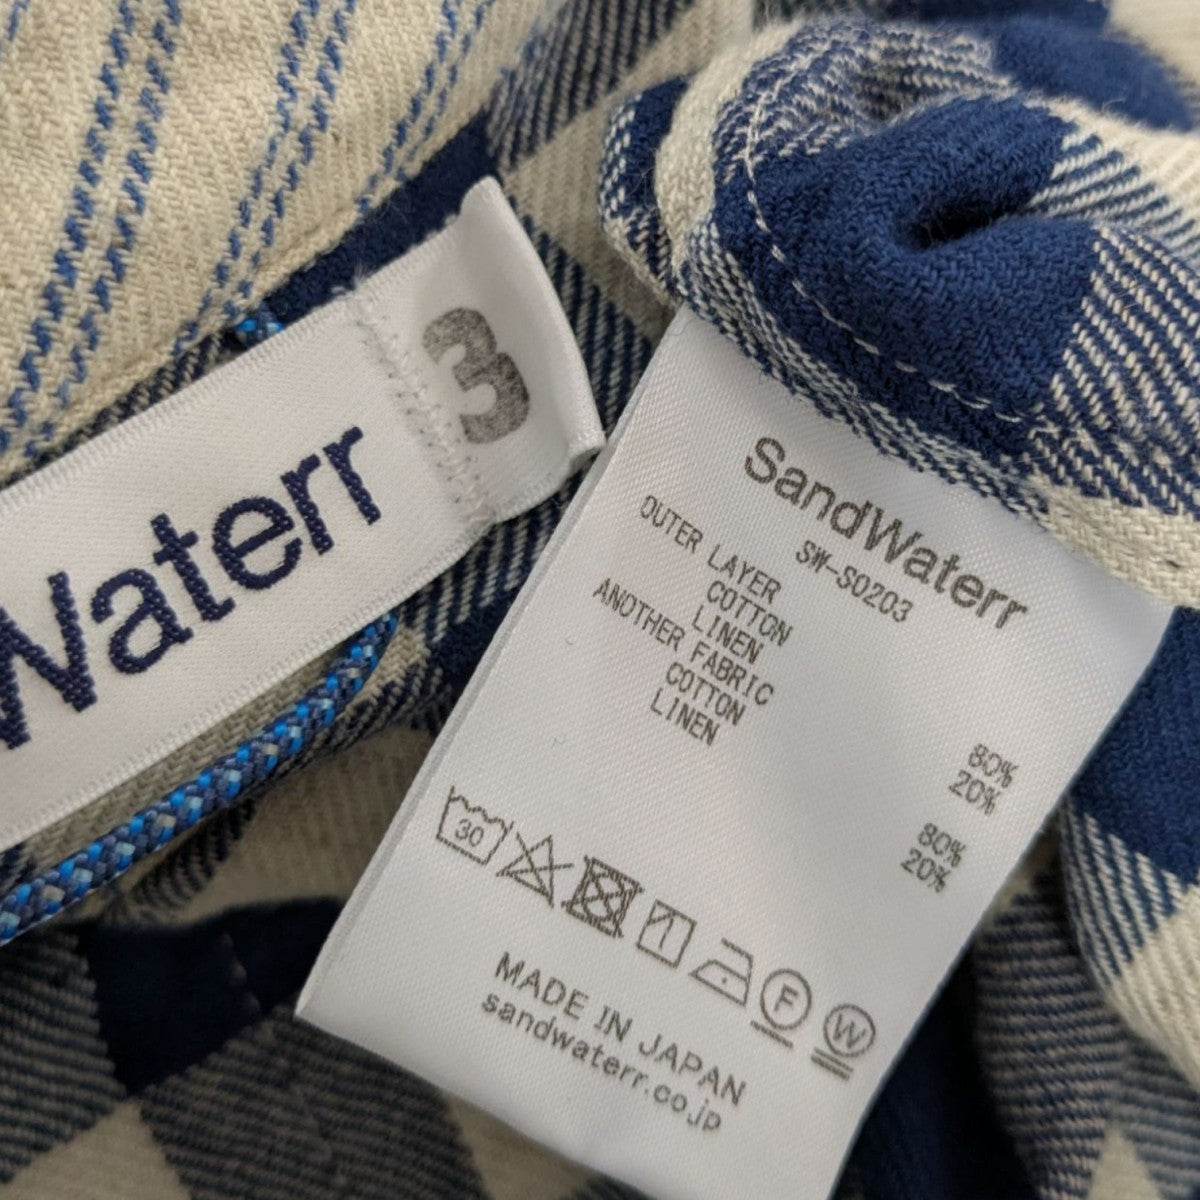 Waterr
3
SandWaterr
SW-S0203
OUTER LAYER
COTTON 80%
LINEN 20%
ANOTHER FABRIC
COTTON 80%
LINEN 20%
30
F
W
MADE IN JAPAN
sandwaterr.co.jp